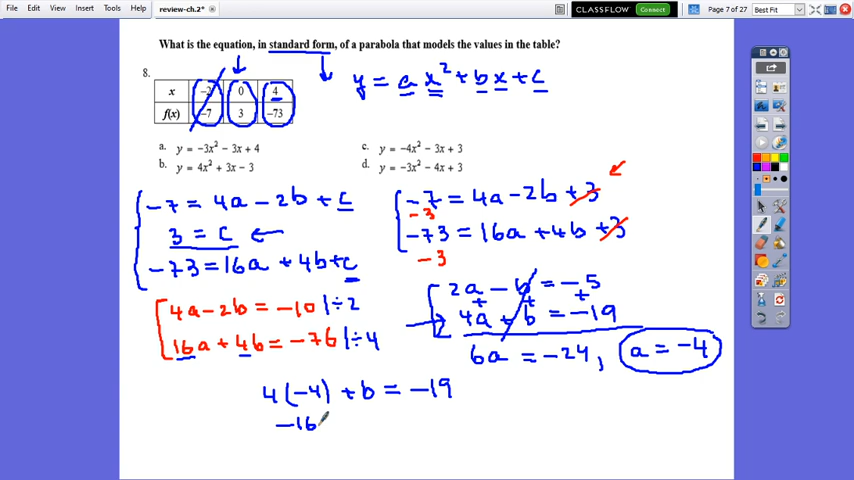 File Edit View Insert Tools Help
review-ch.2*
CLASSFLOW Connect
Page 7 of 27
Best Fit
What is the equation, in standard form, of a parabola that models the values in the table?
y = ax² + bx + c
8.
x −2 0 4
f(x) −7 3 −73
a. y = −3x² − 3x + 4
c. y = −4x² − 3x + 3
b. y = 4x² + 3x − 3
d. y = −3x² − 4x + 3
−7 = 4a − 2b + c
3 = c ←
−73 = 16a + 4b + c
−7 = 4a − 2b + 3
−3
−73 = 16a + 4b + 3
−3
4a − 2b = −10 | ÷2
16a + 4b = −76 | ÷4
2a − b = −5
+ + +
4a + b = −19
6a = −24, a = −4
4(−4) + b = −19
−16